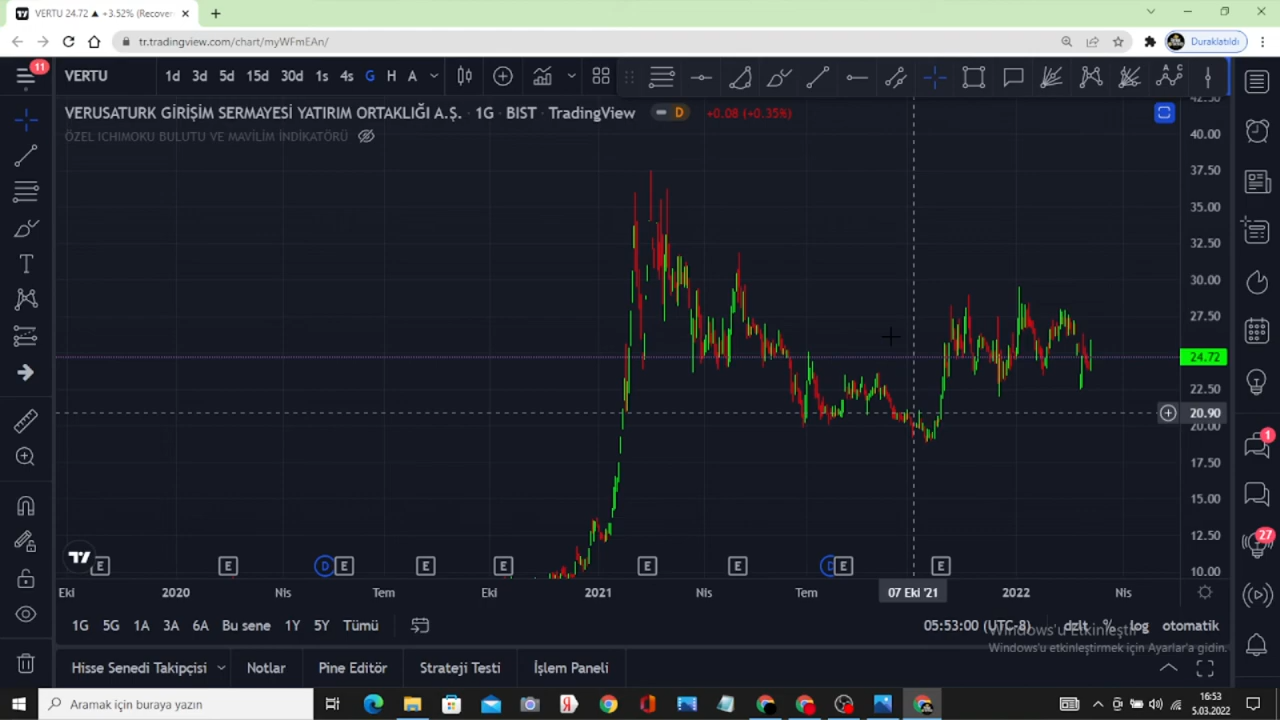 VERTU 24.72 ▲ +3.52% (Recover
tr.tradingview.com/chart/myWFmEAn/
Duraklatıldı
11
VERTU
1d 3d 5d 15d 30d 1s 4s G H A
VERUSATURK GİRİŞİM SERMAYESİ YATIRIM ORTAKLIĞI A.Ş. · 1G · BIST · TradingView
D
+0.08 (+0.35%)
ÖZEL ICHIMOKU BULUTU VE MAVİLİM İNDİKATÖRÜ
42.50
40.00
37.50
35.00
32.50
30.00
27.50
24.72
22.50
20.90
20.00
17.50
15.00
12.50
10.00
1
27
E E D E E E E E D E E
Eki 2020 Nis Tem Eki 2021 Nis Tem 07 Eki '21 2022 Nis
1G 5G 1A 3A 6A Bu sene 1Y 5Y Tümü
05:53:00 (UTC-8) dzlt % log otomatik
Windows'u Etkinleştir
Windows'u etkinleştirmek için Ayarlar'a gidin.
Hisse Senedi Takipçisi Notlar Pine Editör Strateji Testi İşlem Paneli
Aramak için buraya yazın
16:53
5.03.2022